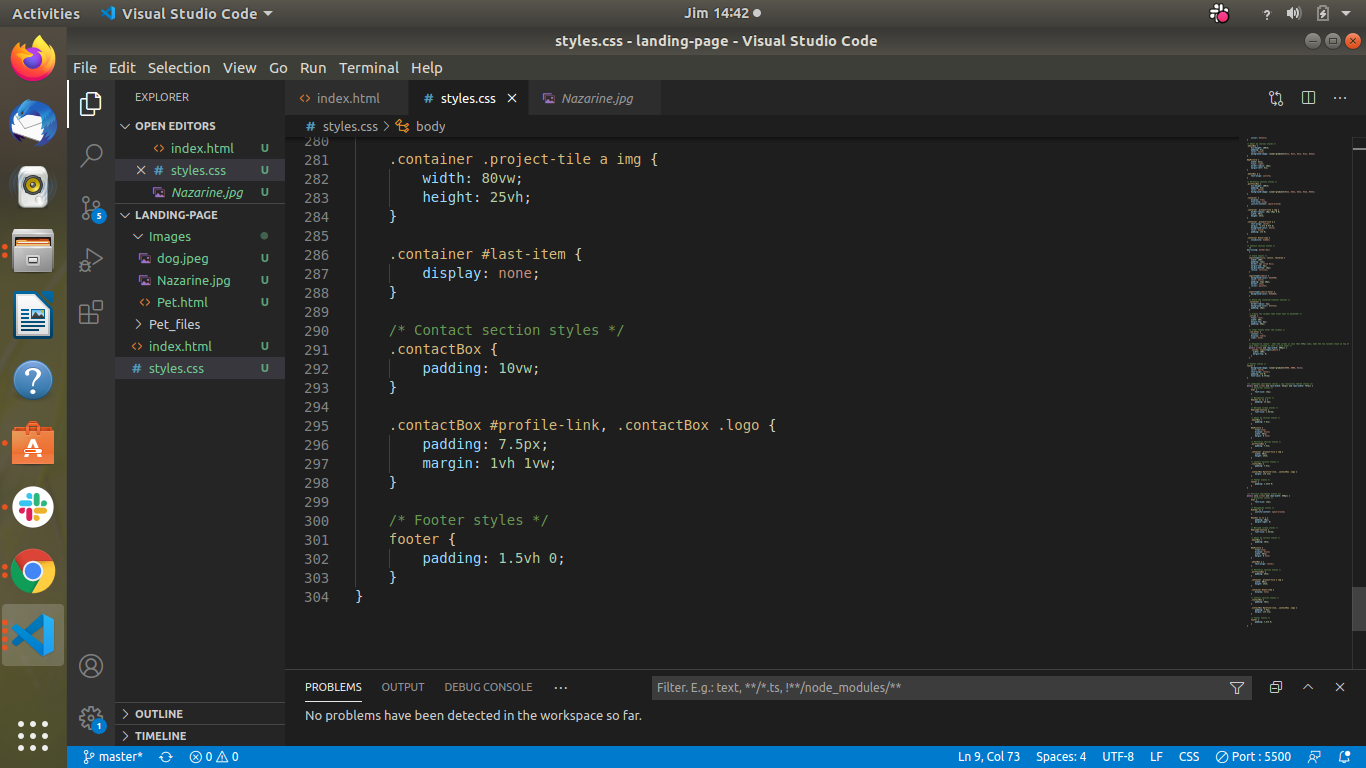 Activities
Visual Studio Code
Jim 14:42
?
styles.css - landing-page - Visual Studio Code
File Edit Selection View Go Run Terminal Help
EXPLORER
OPEN EDITORS
index.html U
# styles.css U
Nazarine.jpg U
LANDING-PAGE
Images
dog.jpeg U
Nazarine.jpg U
Pet.html U
Pet_files
index.html U
# styles.css U
OUTLINE
TIMELINE
5
1
index.html
# styles.css
Nazarine.jpg
# styles.css > body
280
281 .container .project-tile a img {
282 width: 80vw;
283 height: 25vh;
284 }
285
286 .container #last-item {
287 display: none;
288 }
289
290 /* Contact section styles */
291 .contactBox {
292 padding: 10vw;
293 }
294
295 .contactBox #profile-link, .contactBox .logo {
296 padding: 7.5px;
297 margin: 1vh 1vw;
298 }
299
300 /* Footer styles */
301 footer {
302 padding: 1.5vh 0;
303 }
304 }
PROBLEMS OUTPUT DEBUG CONSOLE ···
Filter. E.g.: text, **/*.ts, !**/node_modules/**
No problems have been detected in the workspace so far.
master* 0 0
Ln 9, Col 73 Spaces: 4 UTF-8 LF CSS Port : 5500